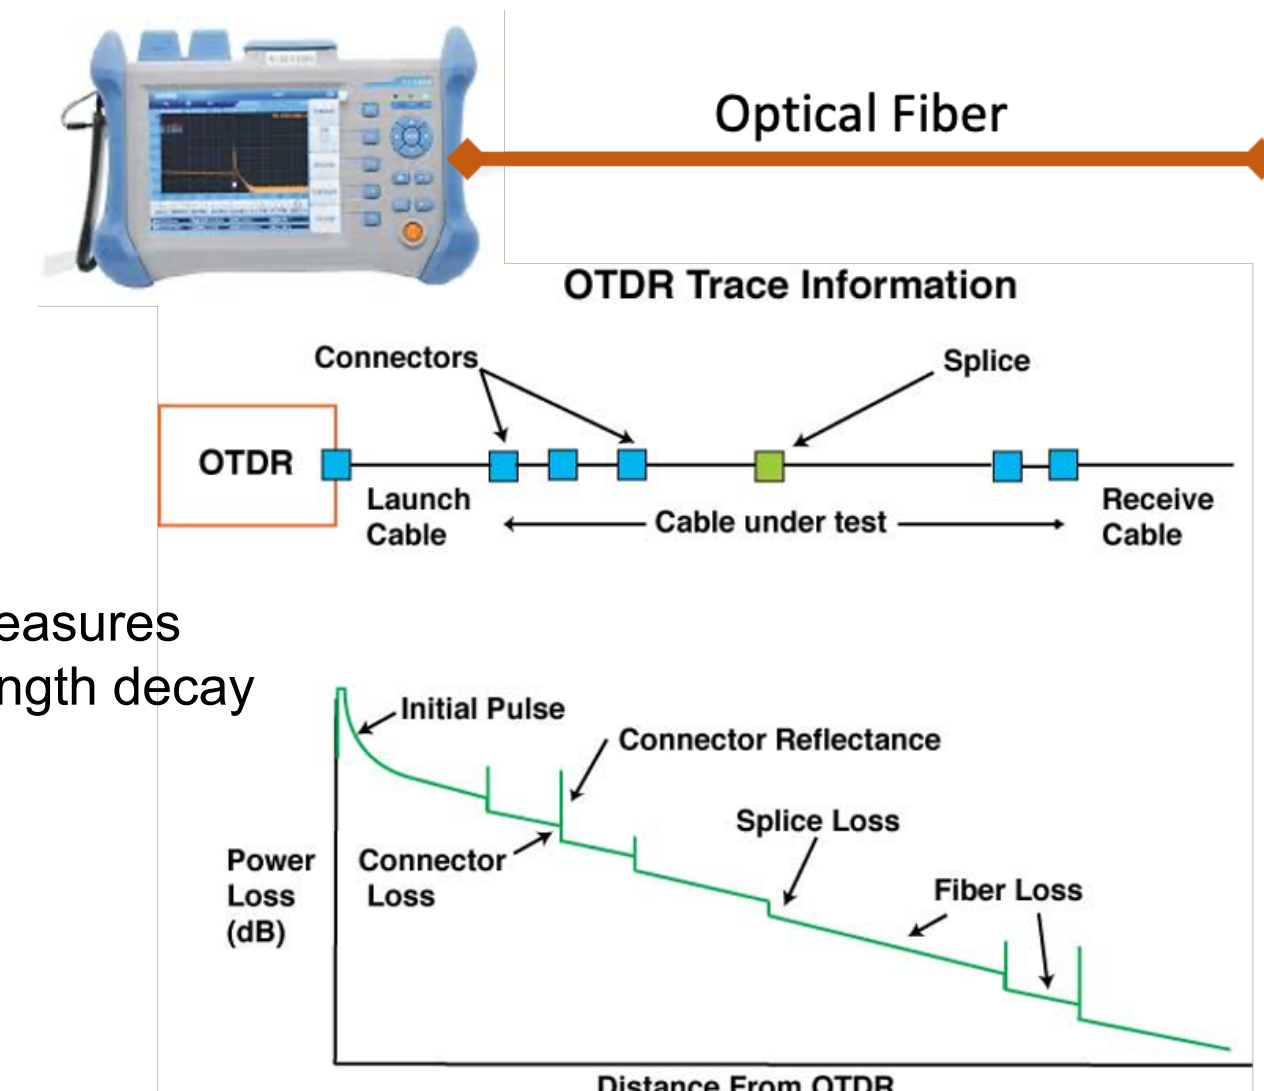 Optical Fiber
OTDR Trace Information
Connectors
Splice
OTDR
Launch
Cable
Cable under test
Receive
Cable
easures
ngth decay
Initial Pulse
Connector Reflectance
Splice Loss
Power
Loss
(dB)
Connector
Loss
Fiber Loss
Distance From OTDR